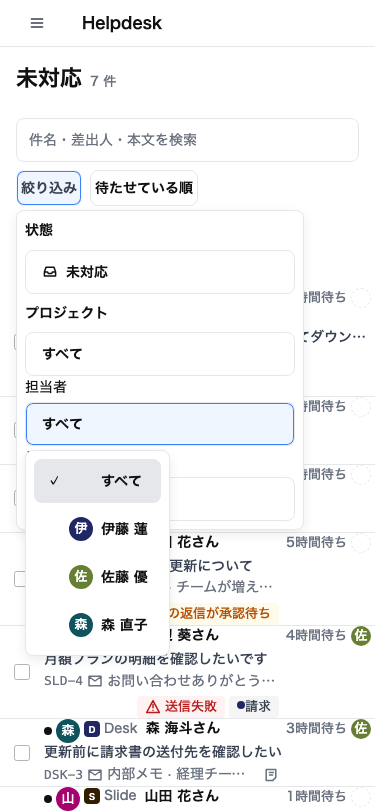 Helpdesk
未対応 7 件
件名・差出人・本文を検索
絞り込み 待たせている順
状態
未対応
時間待ち
プロジェクト
てダウン…
すべて
担当者
時間待ち
すべて
✓ すべて
時間待ち
伊 伊藤 蓮
花さん 5時間待ち
更新について
佐 佐藤 優
チームが増え…
の返信が承認待ち
森 森 直子
葵さん 4時間待ち 佐
月額プランの明細を確認したいです
SLD-4 お問い合わせありがとう…
送信失敗 請求
森 D Desk 森 海斗さん 3時間待ち 佐
更新前に請求書の送付先を確認したい
DSK-3 内部メモ · 経理チー…
山 S Slide 山田 花さん 1時間待ち 佐